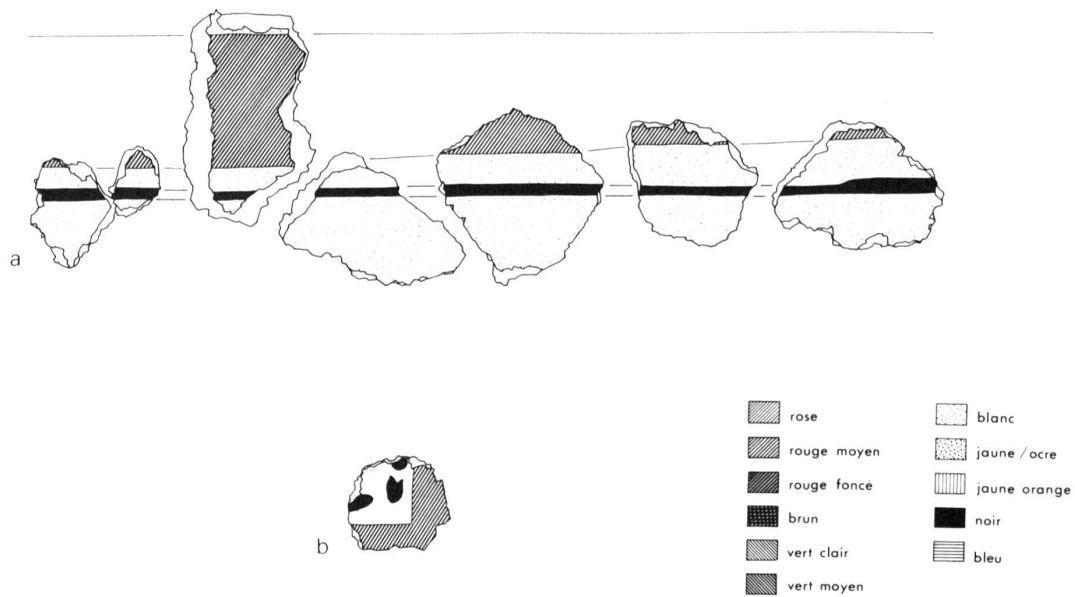 a
b
rose
rouge moyen
rouge foncé
brun
vert clair
vert moyen
blanc
jaune / ocre
jaune orange
noir
bleu